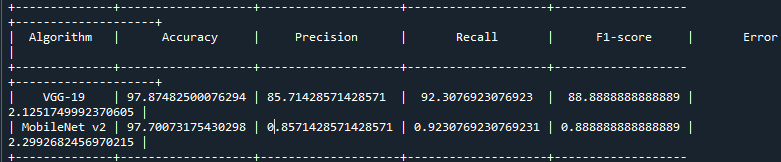 +--------------+-------------------+--------------------+--------------------+--------------------
+--------------------+
|  Algorithm   |      Accuracy     |     Precision      |       Recall       |      F1-score      |       Error
|
+--------------+-------------------+--------------------+--------------------+--------------------
+--------------------+
|    VGG-19    | 97.87482500076294 | 85.71428571428571  |  92.3076923076923  |  88.8888888888889  |
2.1251749992370605 |
| MobileNet v2 | 97.70073175430298 | 0.8571428571428571 | 0.9230769230769231 | 0.888888888888889  |
2.2992682456970215 |
+--------------+-------------------+--------------------+--------------------+--------------------